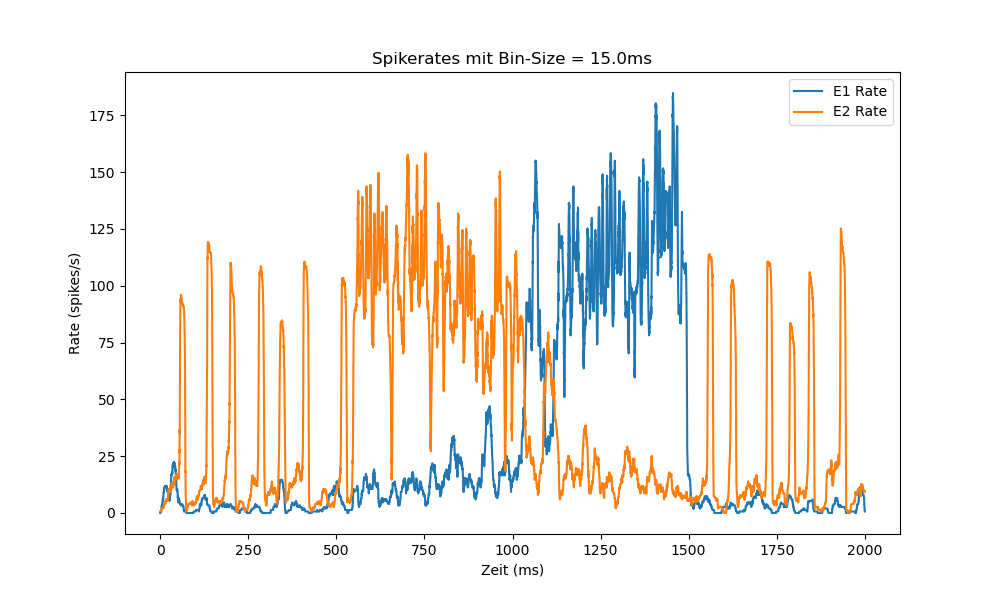 Spikerates mit Bin-Size = 15.0ms
E1 Rate
E2 Rate
Rate (spikes/s)
175
150
125
100
75
50
25
0
0 250 500 750 1000 1250 1500 1750 2000
Zeit (ms)